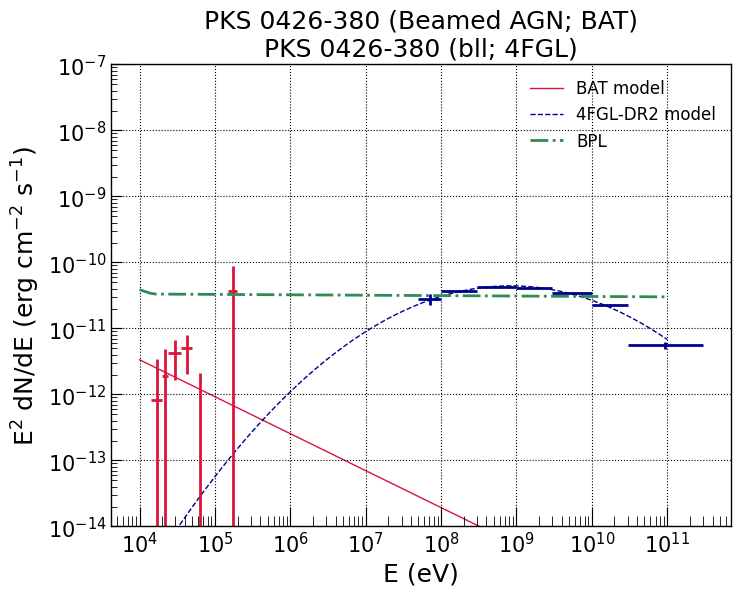 PKS 0426-380 (Beamed AGN; BAT)
PKS 0426-380 (bll; 4FGL)
BAT model
4FGL-DR2 model
BPL
E² dN/dE (erg cm⁻² s⁻¹)
10⁻⁷
10⁻⁸
10⁻⁹
10⁻¹⁰
10⁻¹¹
10⁻¹²
10⁻¹³
10⁻¹⁴
10⁴ 10⁵ 10⁶ 10⁷ 10⁸ 10⁹ 10¹⁰ 10¹¹
E (eV)